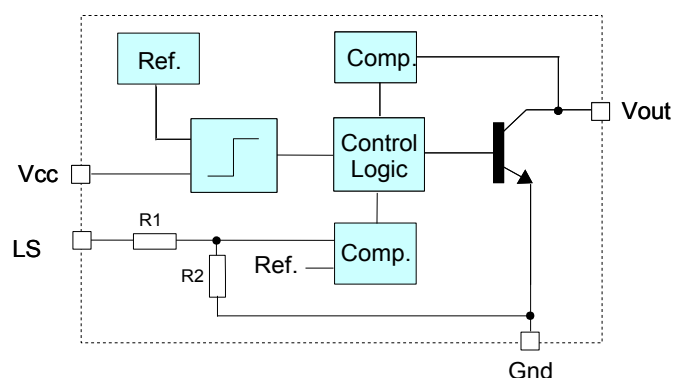 Ref.
Comp.
Vout
Control
Logic
Vcc
R1
LS
Comp.
Ref.
R2
Gnd